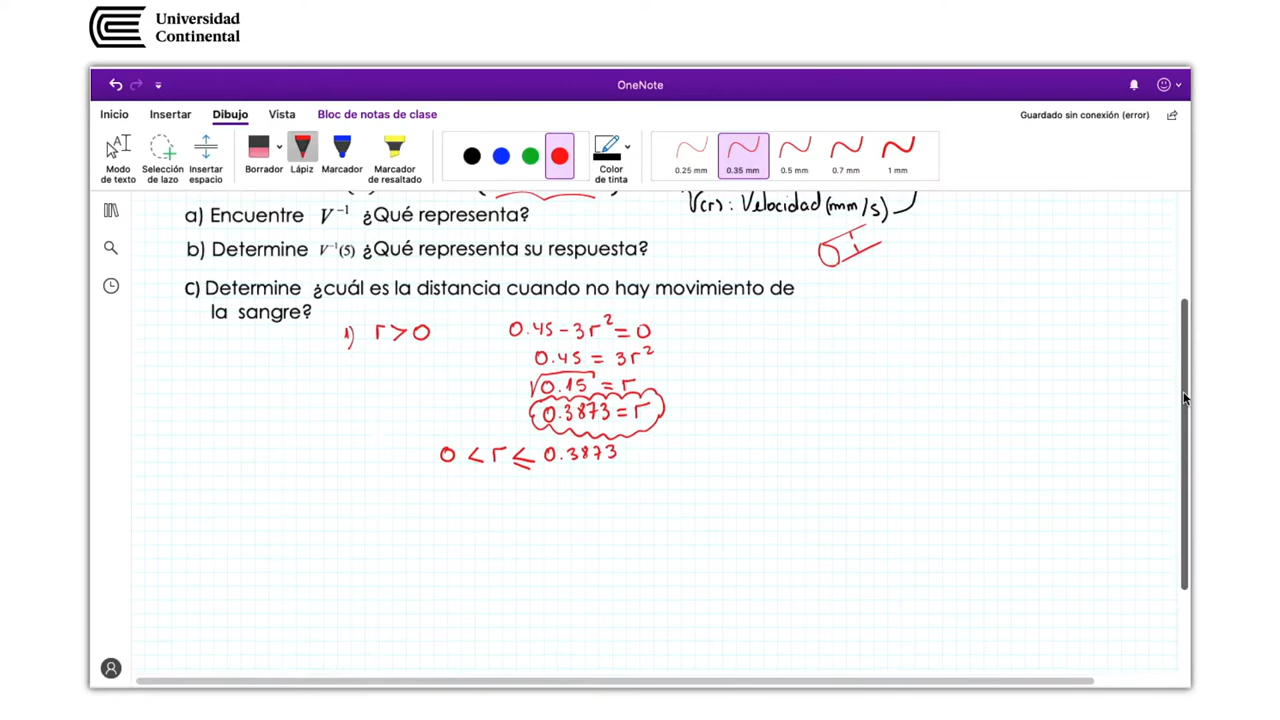 Universidad
Continental
OneNote
Inicio Insertar Dibujo Vista Bloc de notas de clase
Guardado sin conexión (error)
Modo de texto
Selección de lazo
Insertar espacio
Borrador
Lápiz
Marcador
Marcador de resaltado
Color de tinta
0.25 mm
0.35 mm
0.5 mm
0.7 mm
1 mm
V(r): Velocidad (mm/s)
a) Encuentre V⁻¹ ¿Qué representa?
b) Determine V⁻¹(5) ¿Qué representa su respuesta?
c) Determine ¿cuál es la distancia cuando no hay movimiento de
la sangre?
1) r > 0
0.45 - 3r² = 0
0.45 = 3r²
√0.15 = r
0.3873 = r
0 < r ≤ 0.3873